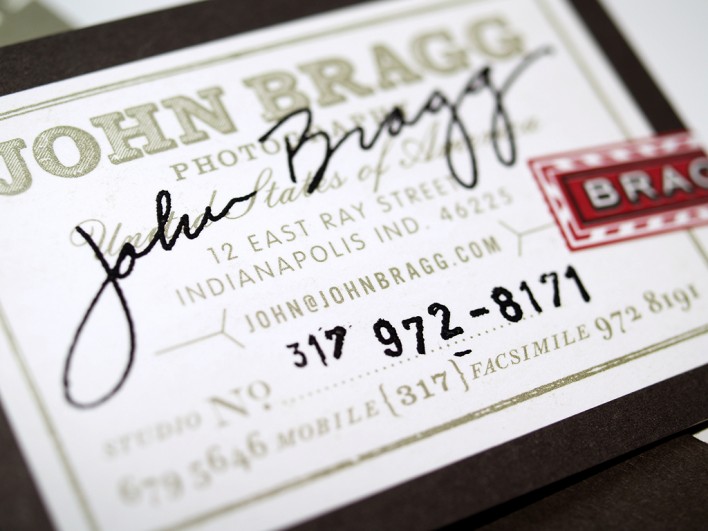 JOHN BRAGG
PHOTOGRAPHY
John Bragg
United States of America
12 EAST RAY STREET
INDIANAPOLIS IND. 46225
JOHN@JOHNBRAGG.COM
BRAG
317 972-8171
STUDIO No.
679 5646 MOBILE {317} FACSIMILE 972 8191